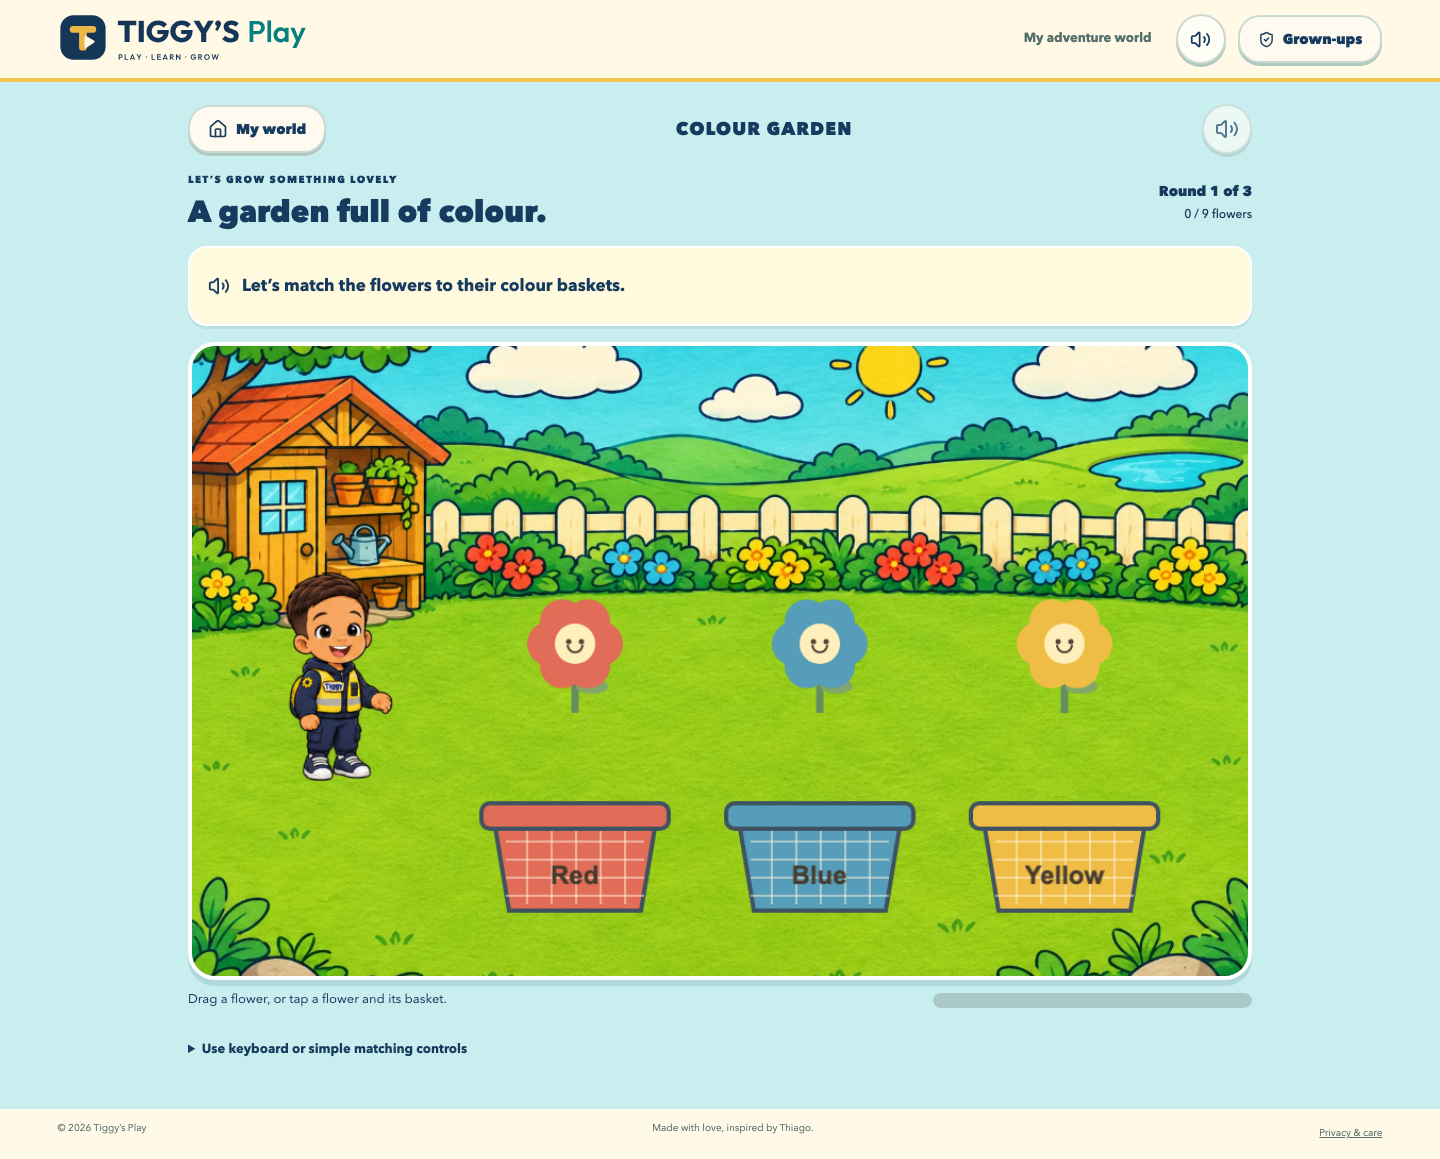 TIGGY’S Play
PLAY · LEARN · GROW
My adventure world
Grown-ups
My world
COLOUR GARDEN
LET’S GROW SOMETHING LOVELY
A garden full of colour.
Round 1 of 3
0 / 9 flowers
Let’s match the flowers to their colour baskets.
Tiggy
Red
Blue
Yellow
Drag a flower, or tap a flower and its basket.
Use keyboard or simple matching controls
© 2026 Tiggy’s Play
Made with love, inspired by Thiago.
Privacy & care